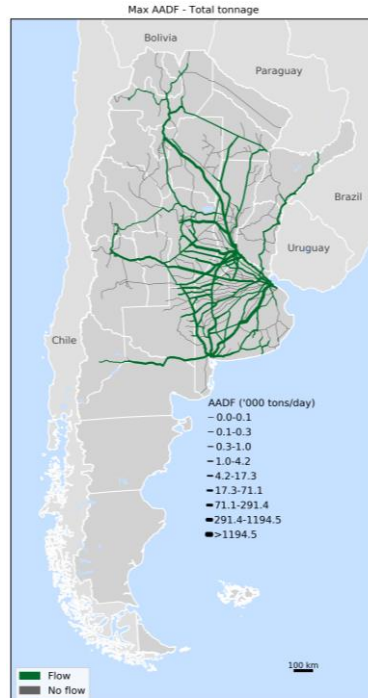 Max AADF - Total tonnage
Bolivia
Paraguay
Brazil
Uruguay
Chile
AADF ('000 tons/day)
0.0-0.1
0.1-0.3
0.3-1.0
1.0-4.2
4.2-17.3
17.3-71.1
71.1-291.4
291.4-1194.5
>1194.5
Flow
No flow
100 km